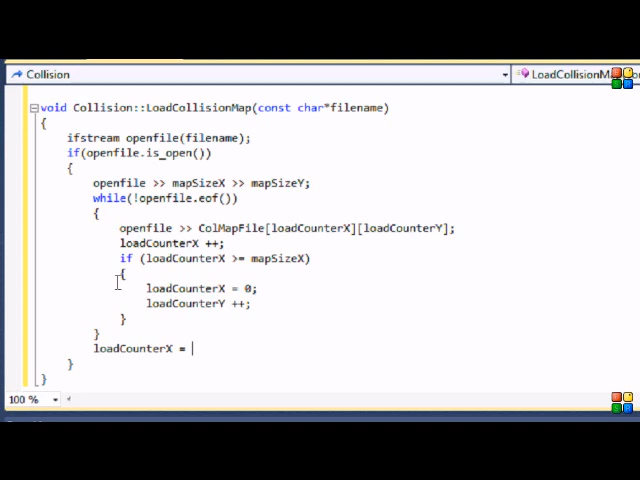 Collision
LoadCollisionMa
void Collision::LoadCollisionMap(const char*filename)
{
ifstream openfile(filename);
if(openfile.is_open())
{
openfile >> mapSizeX >> mapSizeY;
while(!openfile.eof())
{
openfile >> ColMapFile[loadCounterX][loadCounterY];
loadCounterX ++;
if (loadCounterX >= mapSizeX)
{
loadCounterX = 0;
loadCounterY ++;
}
}
loadCounterX =
}
}
100 %